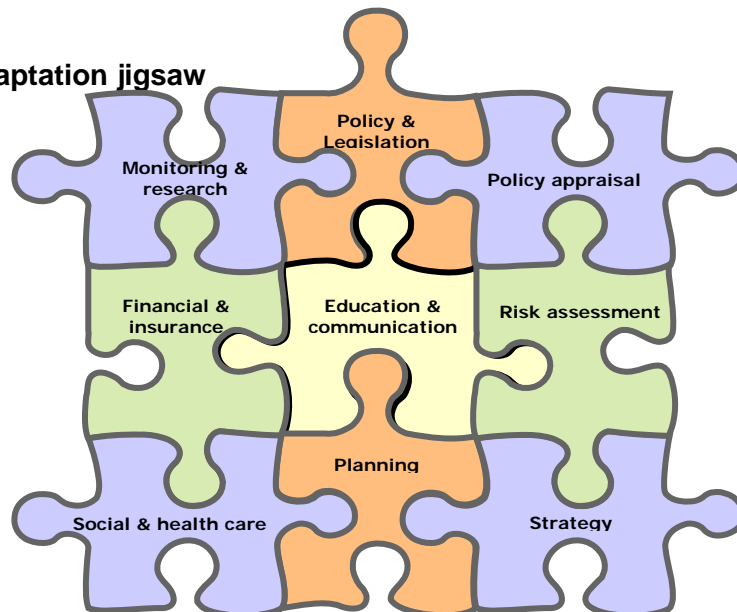 aptation jigsaw
Policy &
Legislation
Monitoring &
research
Policy appraisal
Financial &
insurance
Education &
communication
Risk assessment
Planning
Social & health care
Strategy